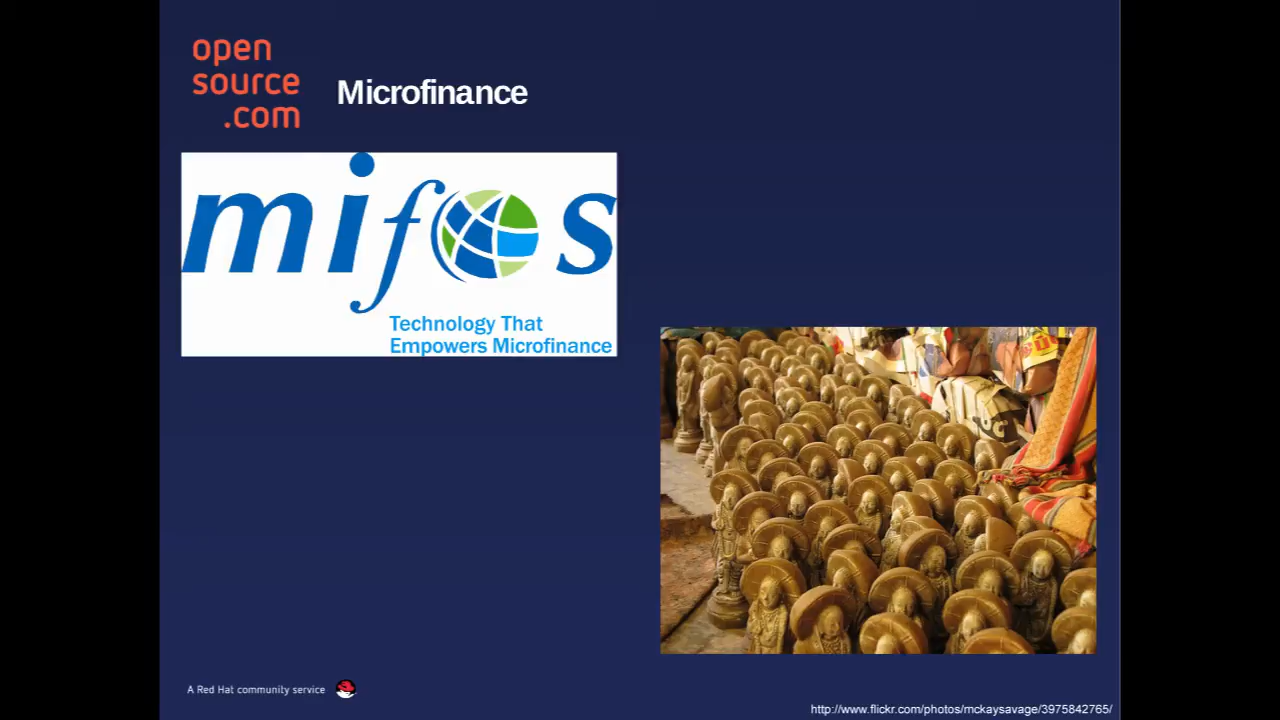 open
source
.com
Microfinance
mifos
Technology That
Empowers Microfinance
A Red Hat community service
http://www.flickr.com/photos/mckaysavage/3975842765/